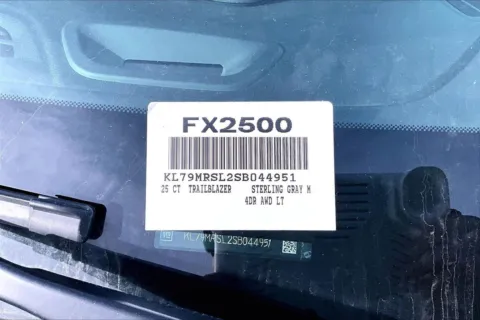 FX2500
KL79MRSL2SB044951
25 CT TRAILBLAZER STERLING GRAY M
4DR AWD LT
KL79MRSL2SB044951